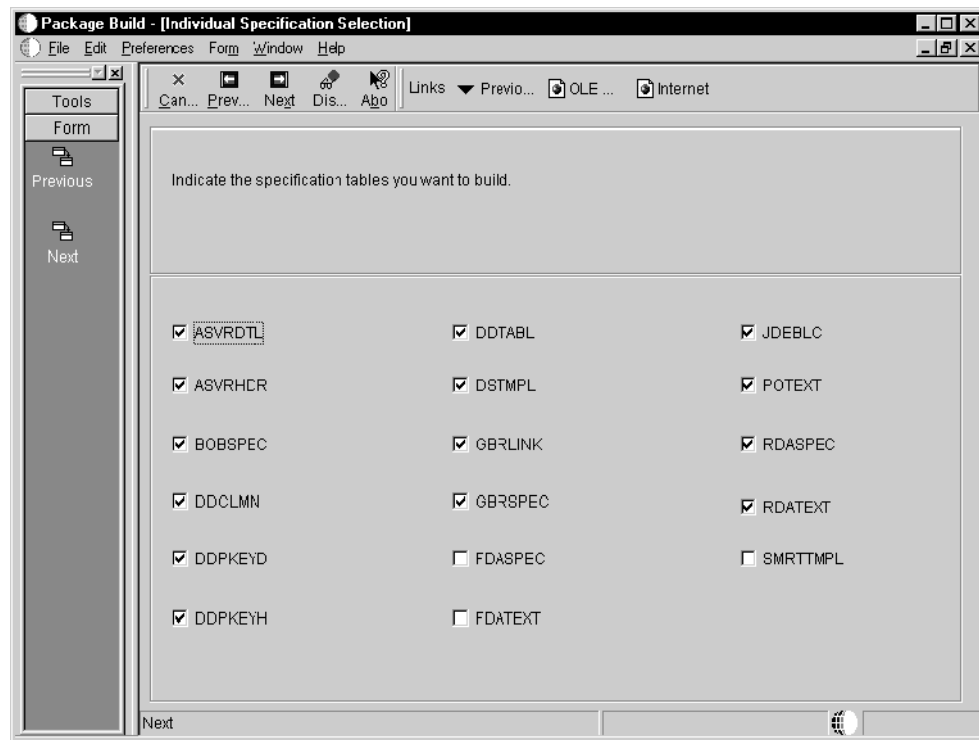 Package Build - [Individual Specification Selection]
File Edit Preferences Form Window Help
Tools
Form
Previous
Next
Can... Prev... Next Dis... Abo
Links Previo... OLE ... Internet
Indicate the specification tables you want to build.
ASVRDTL DDTABL JDEBLC
ASVRHDR DSTMPL POTEXT
BOBSPEC GBRLINK RDASPEC
DDCLMN GBRSPEC RDATEXT
DDPKEYD FDASPEC SMRTTMPL
DDPKEYH FDATEXT
Next